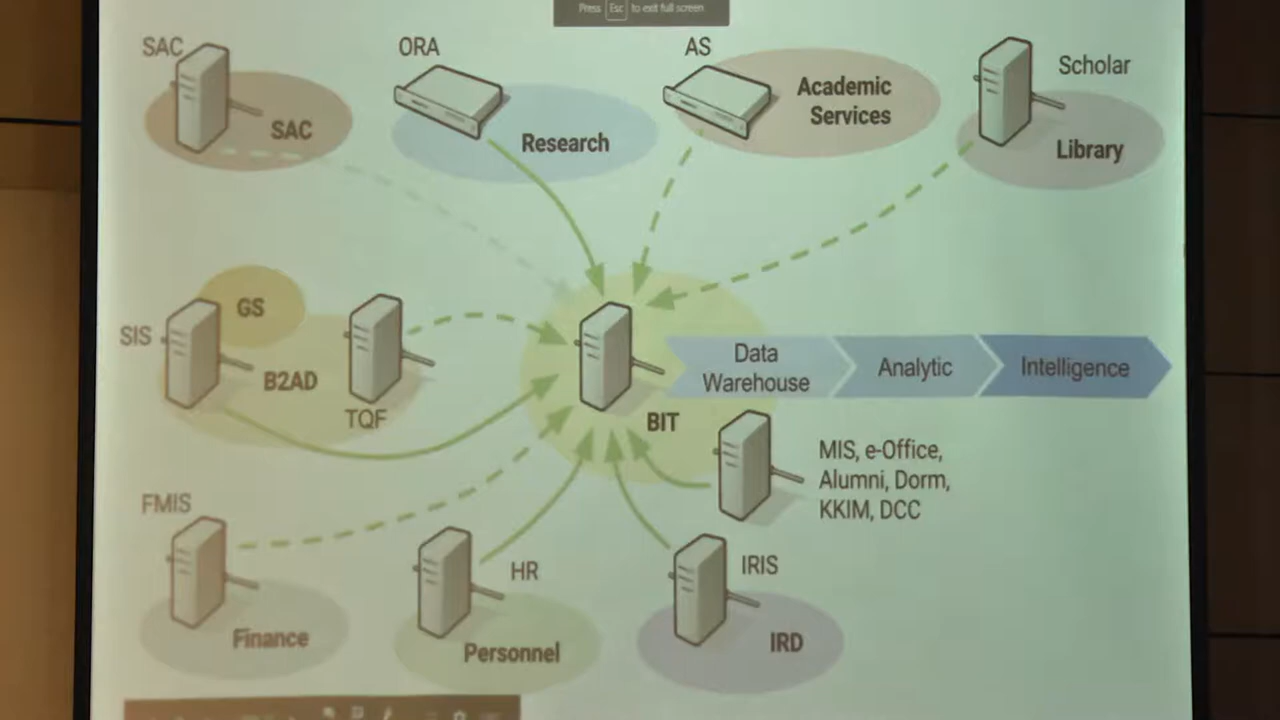 Press Esc to exit full screen
SAC
ORA
AS
Scholar
SAC
Research
Academic
Services
Library
GS
SIS
B2AD
TQF
Data
Warehouse
Analytic
Intelligence
BIT
MIS, e-Office,
Alumni, Dorm,
KKIM, DCC
FMIS
HR
IRIS
Finance
Personnel
IRD